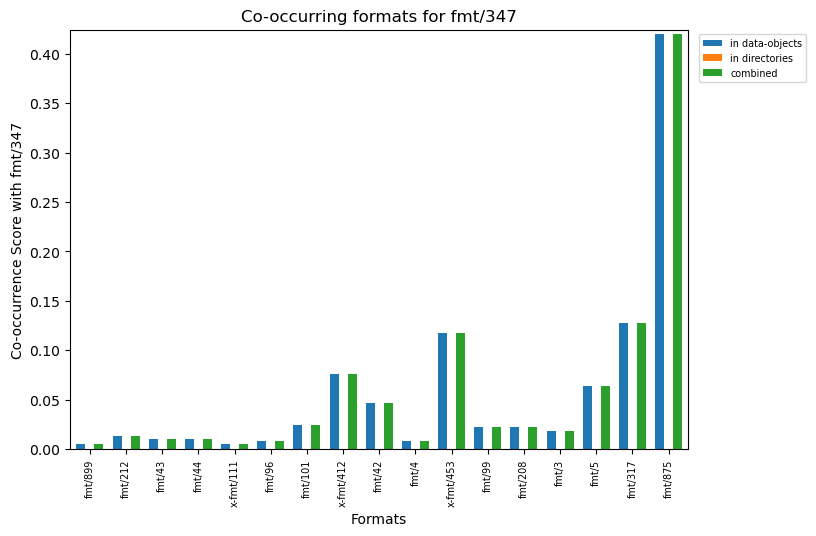 Co-occurring formats for fmt/347
in data-objects
in directories
combined
Co-occurrence Score with fmt/347
0.40
0.35
0.30
0.25
0.20
0.15
0.10
0.05
0.00
fmt/899 fmt/212 fmt/43 fmt/44 x-fmt/111 fmt/96 fmt/101 x-fmt/412 fmt/42 fmt/4 x-fmt/453 fmt/99 fmt/208 fmt/3 fmt/5 fmt/317 fmt/875
Formats